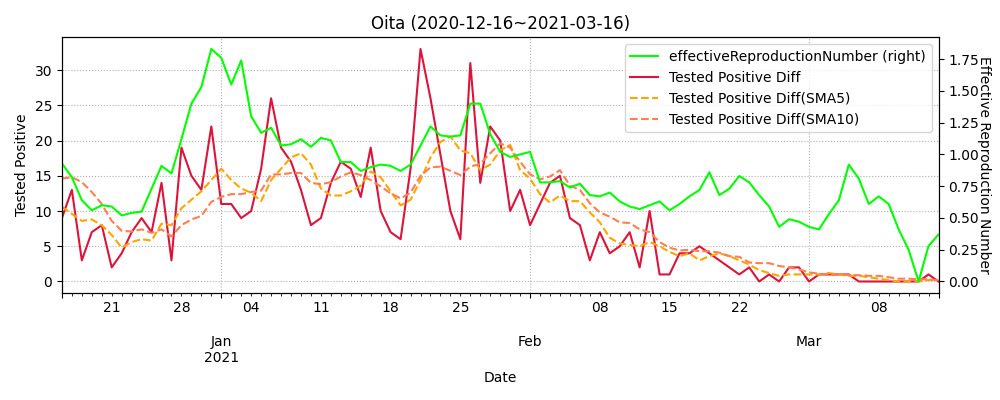 Oita (2020-12-16~2021-03-16)
effectiveReproductionNumber (right)
Tested Positive Diff
Tested Positive Diff(SMA5)
Tested Positive Diff(SMA10)
Tested Positive
30
25
20
15
10
5
0
1.75
1.50
1.25
1.00
0.75
0.50
0.25
0.00
Effective Reproduction Number
21 28 04 11 18 25 08 15 22 08
Jan Feb Mar
2021
Date